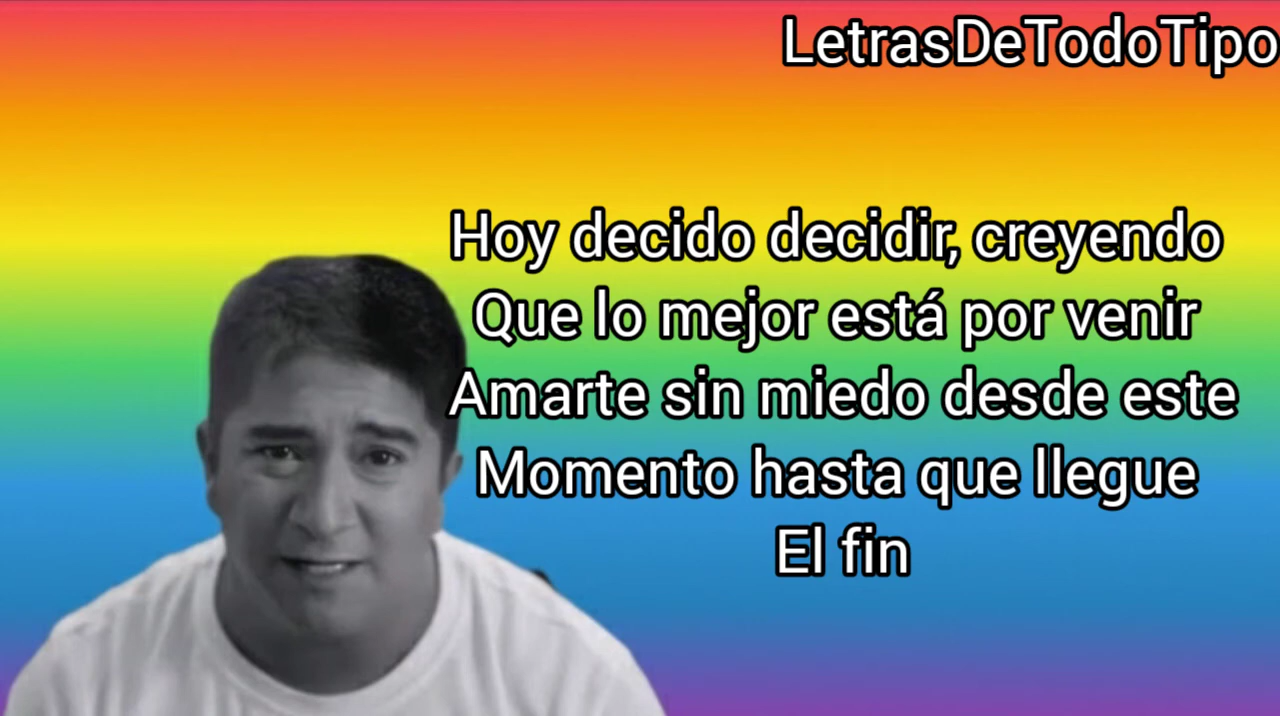 LetrasDeTodoTipo
Hoy decido decidir, creyendo
Que lo mejor está por venir
Amarte sin miedo desde este
Momento hasta que llegue
El fin